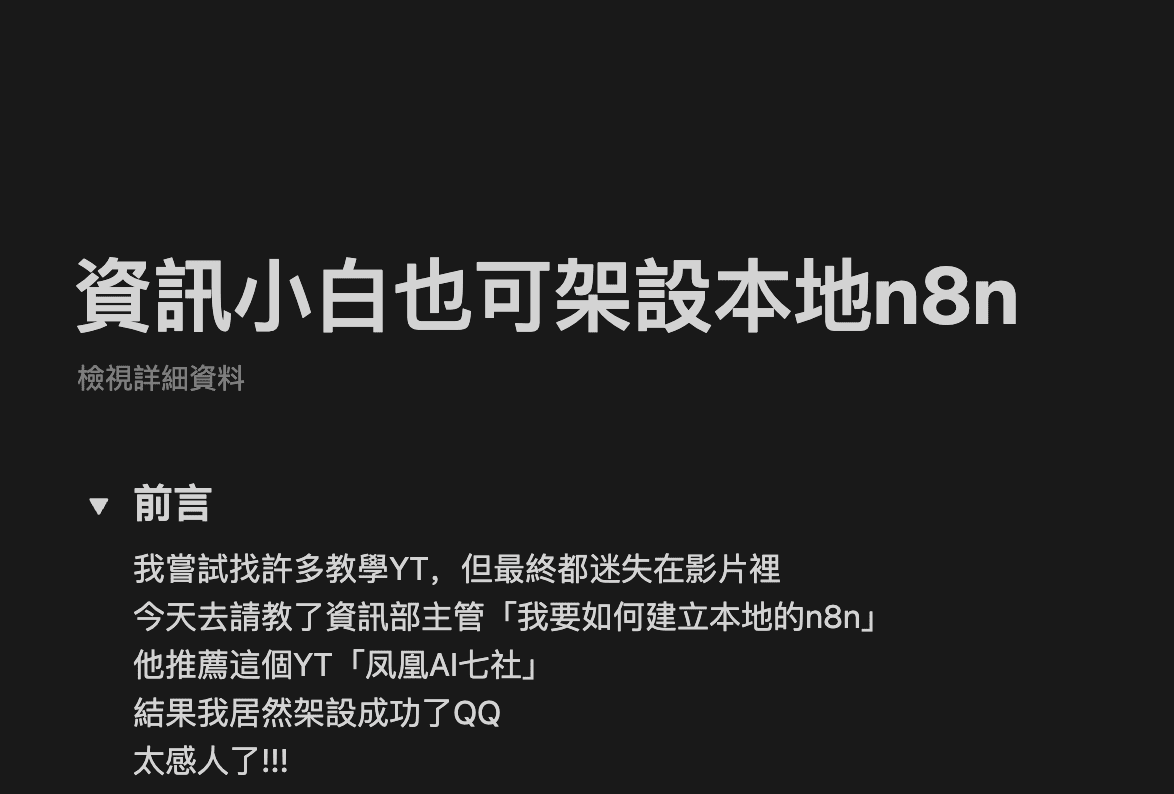 資訊小白也可架設本地n8n
檢視詳細資料
前言
我嘗試找許多教學YT，但最終都迷失在影片裡
今天去請教了資訊部主管「我要如何建立本地的n8n」
他推薦這個YT「凤凰AI七社」
結果我居然架設成功了QQ
太感人了!!!